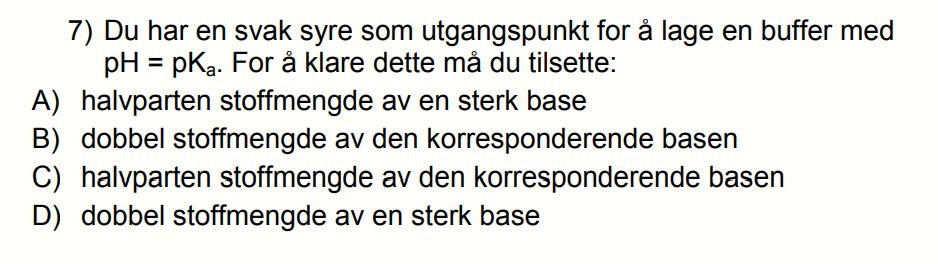 7) Du har en svak syre som utgangspunkt for å lage en buffer med
pH = pKₐ. For å klare dette må du tilsette:
A) halvparten stoffmengde av en sterk base
B) dobbel stoffmengde av den korresponderende basen
C) halvparten stoffmengde av den korresponderende basen
D) dobbel stoffmengde av en sterk base